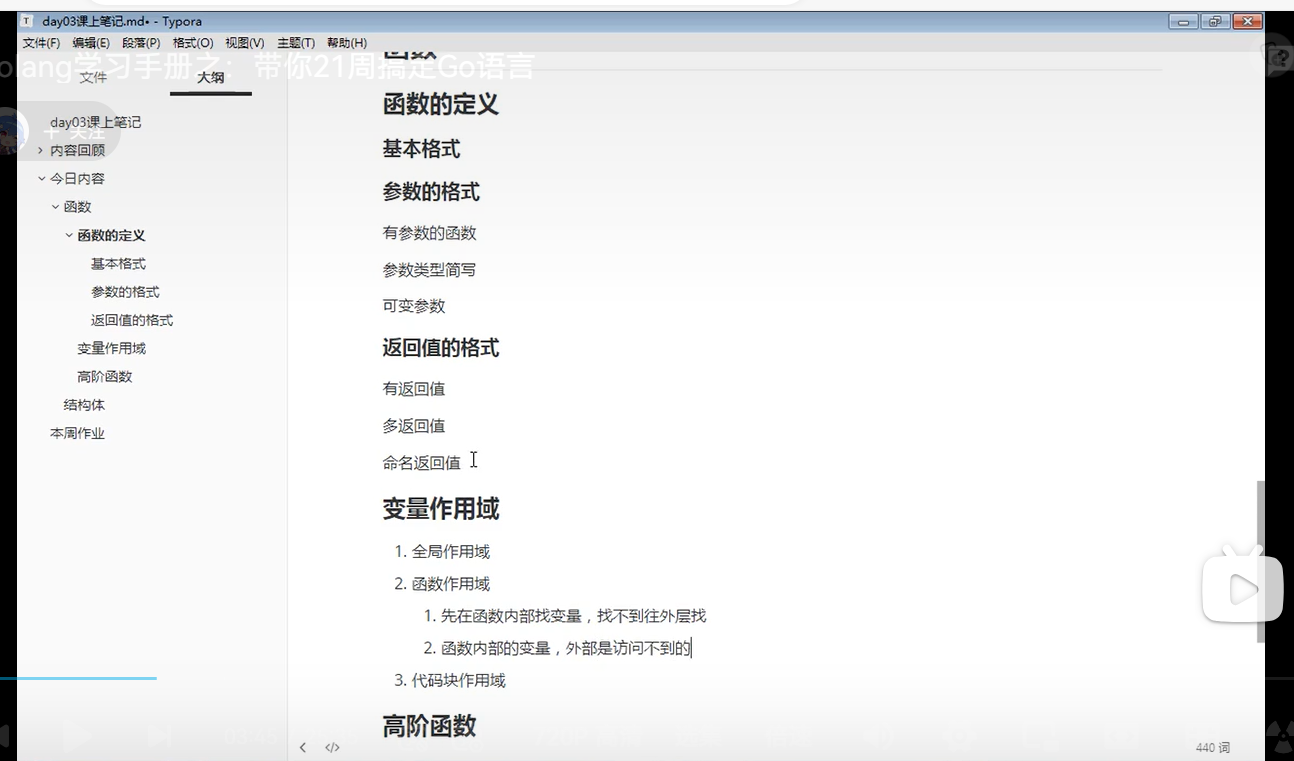 day03课上笔记.md• - Typora
文件(F) 编辑(E) 段落(P) 格式(O) 视图(V) 主题(T) 帮助(H)
olang学习手册之：带你21周搞定Go语言
文件 大纲
+ 关注
day03课上笔记
内容回顾
今日内容
函数
函数的定义
基本格式
参数的格式
返回值的格式
变量作用域
高阶函数
结构体
本周作业
函数
函数的定义
基本格式
参数的格式
有参数的函数
参数类型简写
可变参数
返回值的格式
有返回值
多返回值
命名返回值
变量作用域
1. 全局作用域
2. 函数作用域
1. 先在函数内部找变量，找不到往外层找
2. 函数内部的变量，外部是访问不到的
3. 代码块作用域
高阶函数
440 词